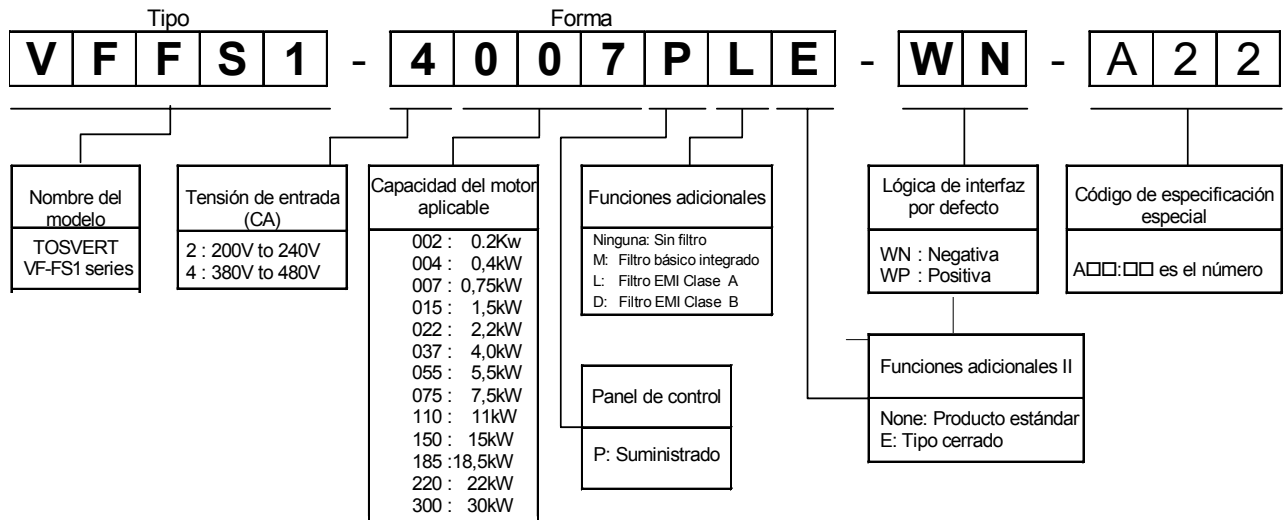 Tipo
Forma
V F F S 1 - 4 0 0 7 P L E - W N - A 2 2
Nombre del
modelo
TOSVERT
VF-FS1 series
Tensión de entrada
(CA)
2 : 200V to 240V
4 : 380V to 480V
Capacidad del motor
aplicable
002 : 0.2Kw
004 : 0,4kW
007 : 0,75kW
015 : 1,5kW
022 : 2,2kW
037 : 4,0kW
055 : 5,5kW
075 : 7,5kW
110 : 11kW
150 : 15kW
185 :18,5kW
220 : 22kW
300 : 30kW
Funciones adicionales
Ninguna: Sin filtro
M: Filtro básico integrado
L: Filtro EMI Clase A
D: Filtro EMI Clase B
Panel de control
P: Suministrado
Lógica de interfaz
por defecto
WN : Negativa
WP : Positiva
Funciones adicionales II
None: Producto estándar
E: Tipo cerrado
Código de especificación
especial
A□□:□□ es el número